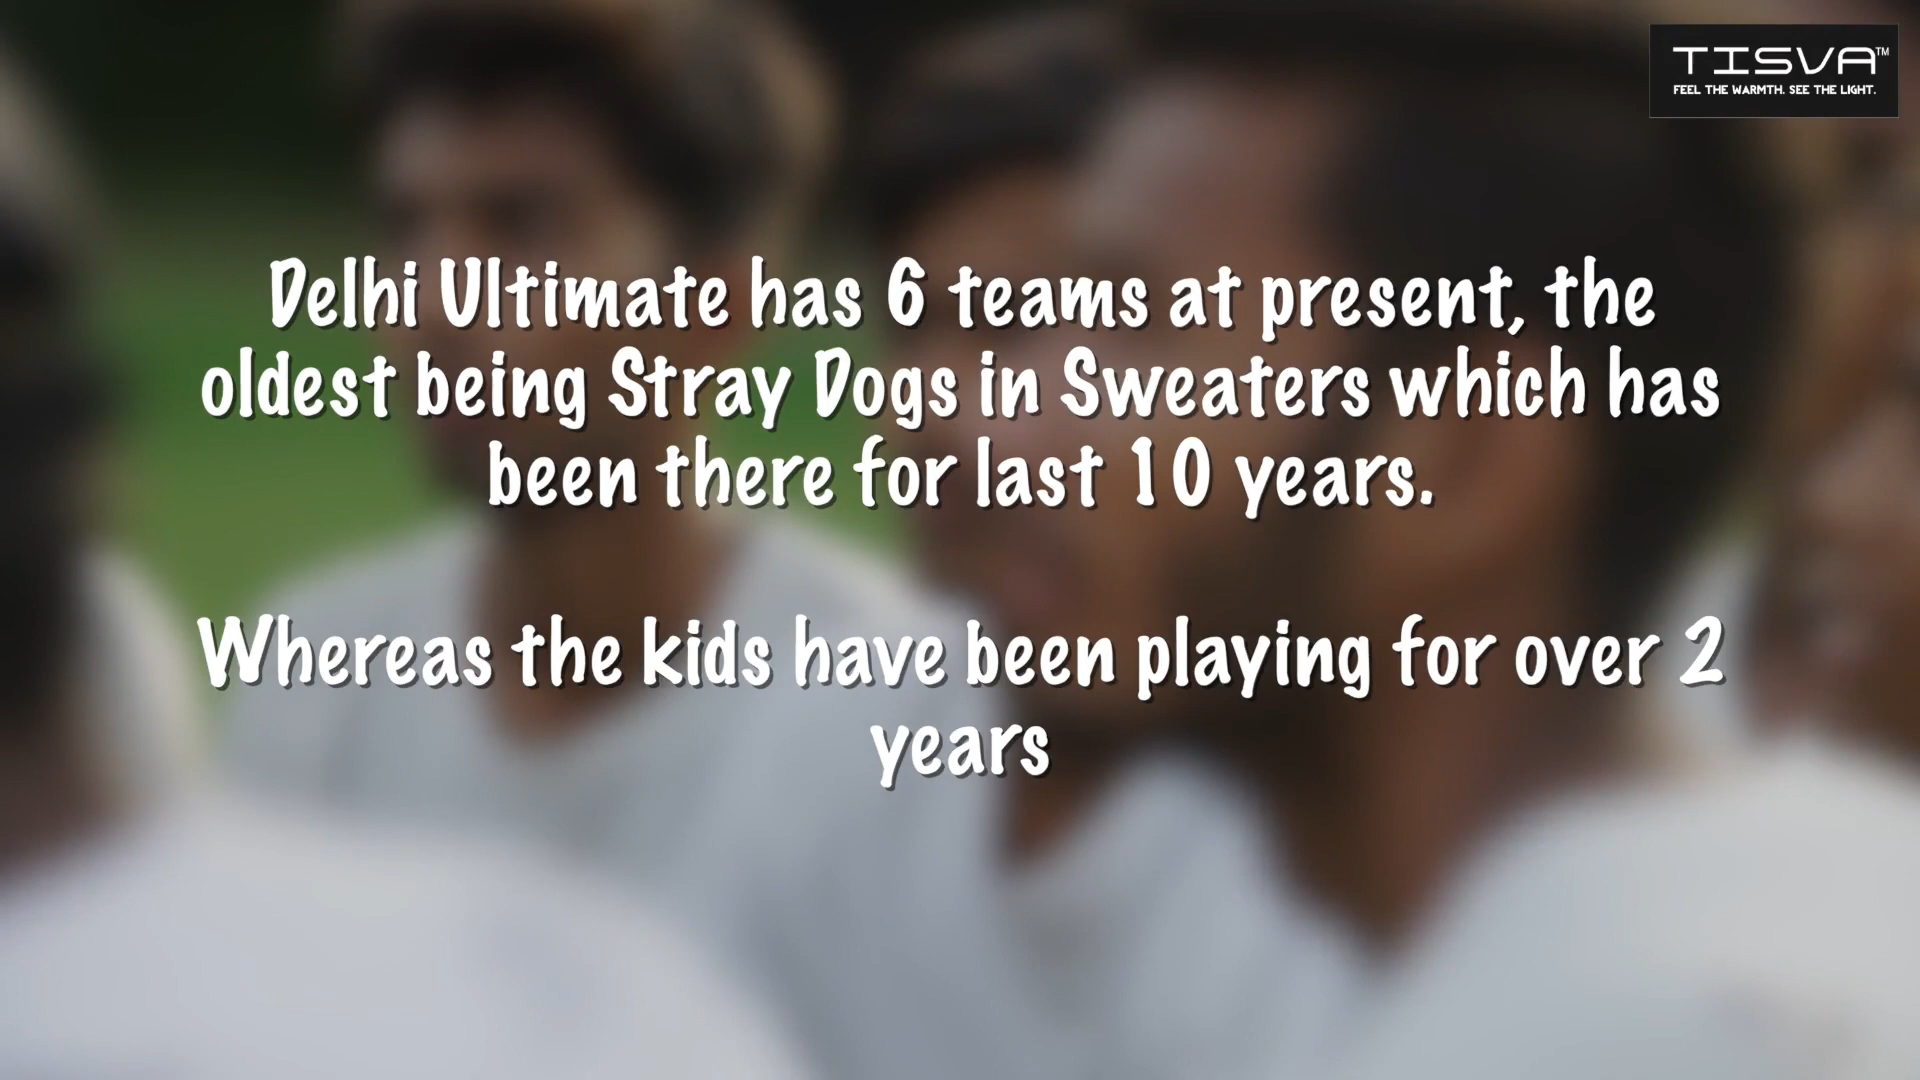 TISVA™
FEEL THE WARMTH. SEE THE LIGHT.
Delhi Ultimate has 6 teams at present, the
oldest being Stray Dogs in Sweaters which has
been there for last 10 years.
Whereas the kids have been playing for over 2
years